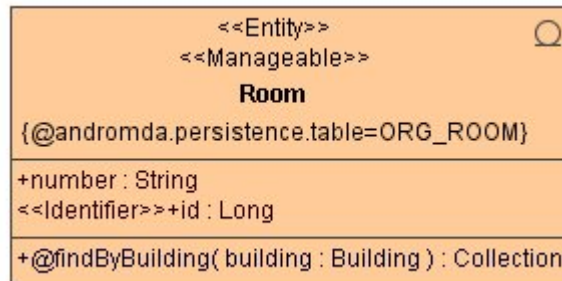 <<Entity>>
<<Manageable>>
Room
{@andromda.persistence.table=ORG_ROOM}
+number : String
<<Identifier>>+id : Long
+@findByBuilding( building : Building ) : Collection